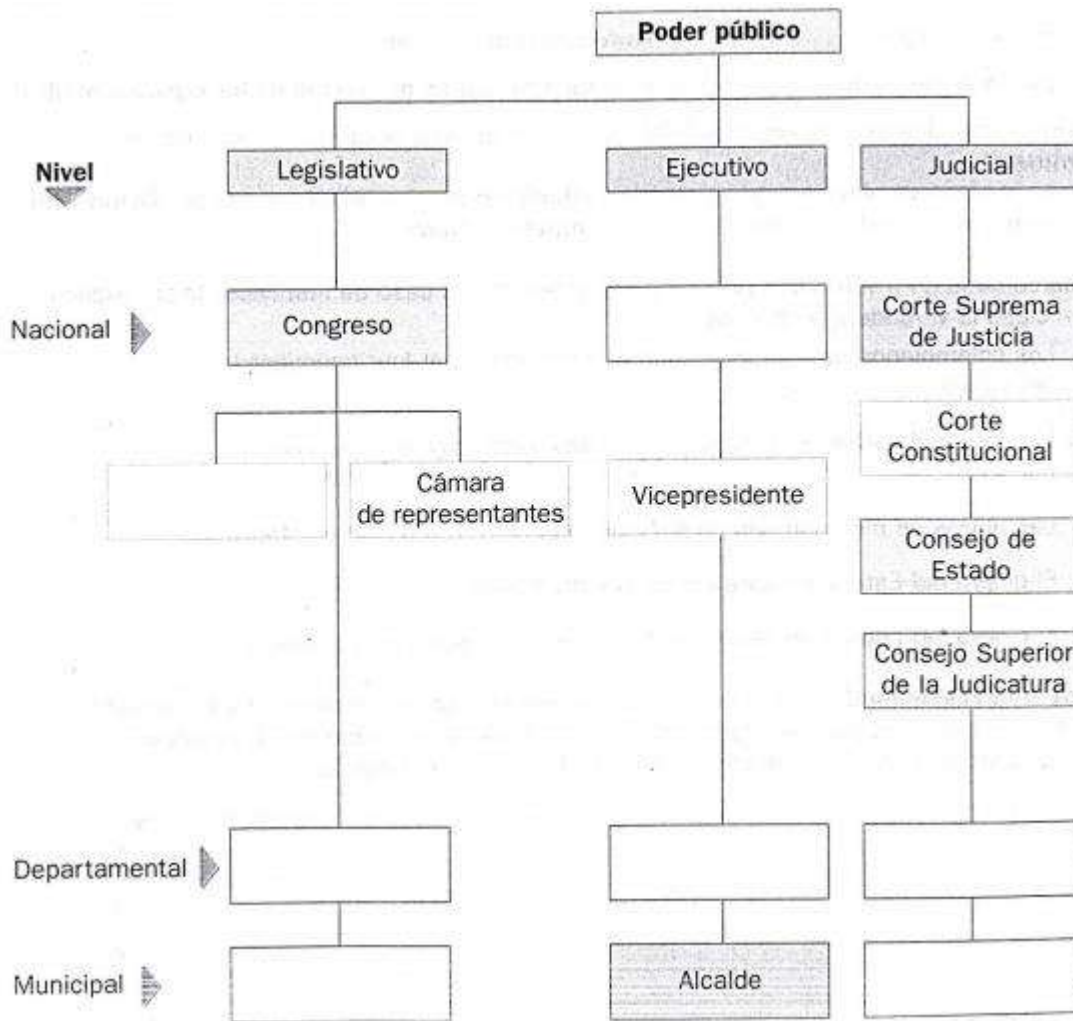 Poder público
Nivel
Legislativo
Ejecutivo
Judicial
Nacional
Congreso
Corte Suprema
de Justicia
Corte
Constitucional
Cámara
de representantes
Vicepresidente
Consejo de
Estado
Consejo Superior
de la Judicatura
Departamental
Municipal
Alcalde